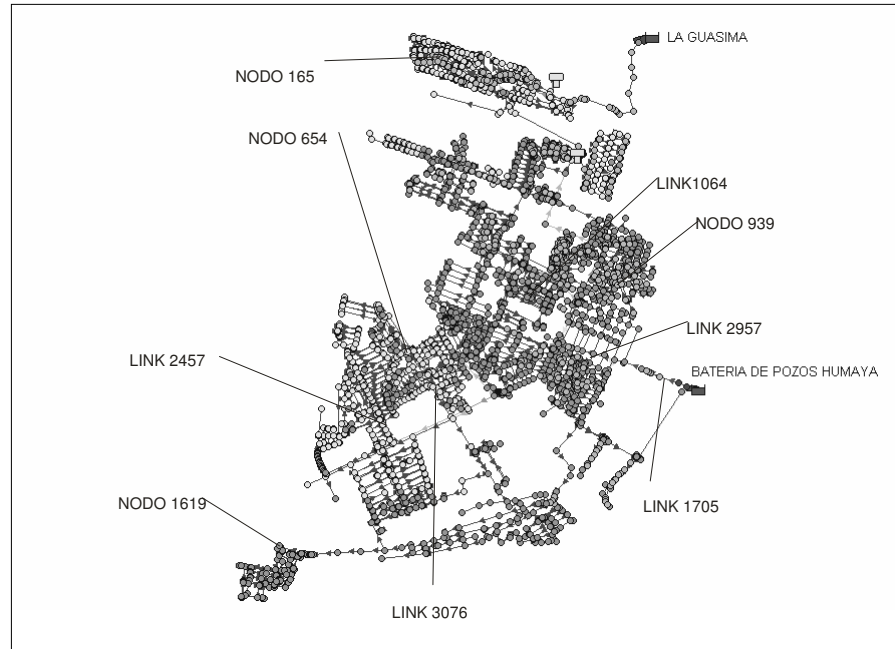 LA GUASIMA
NODO 165
NODO 654
LINK1064
NODO 939
LINK 2957
LINK 2457
BATERIA DE POZOS HUMAYA
NODO 1619
LINK 1705
LINK 3076